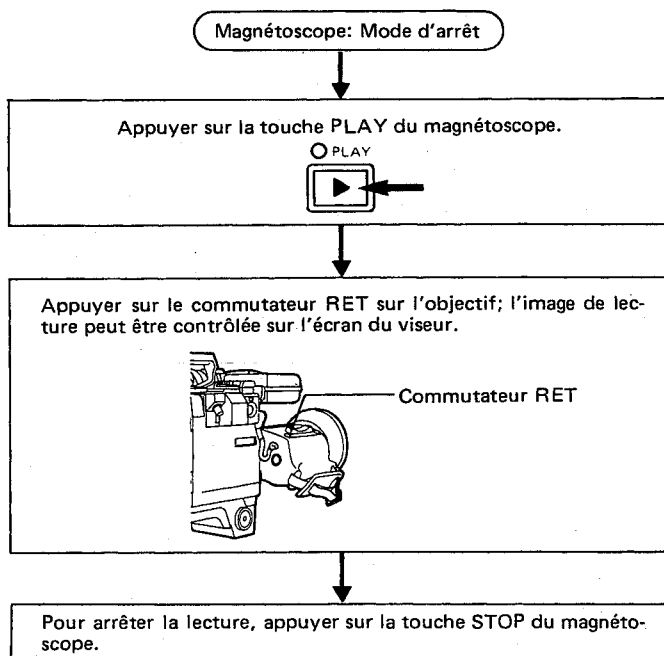 Magnétoscope: Mode d'arrêt
Appuyer sur la touche PLAY du magnétoscope.
PLAY
Appuyer sur le commutateur RET sur l'objectif; l'image de lec-
ture peut être contrôlée sur l'écran du viseur.
Commutateur RET
Pour arrêter la lecture, appuyer sur la touche STOP du magnéto-
scope.